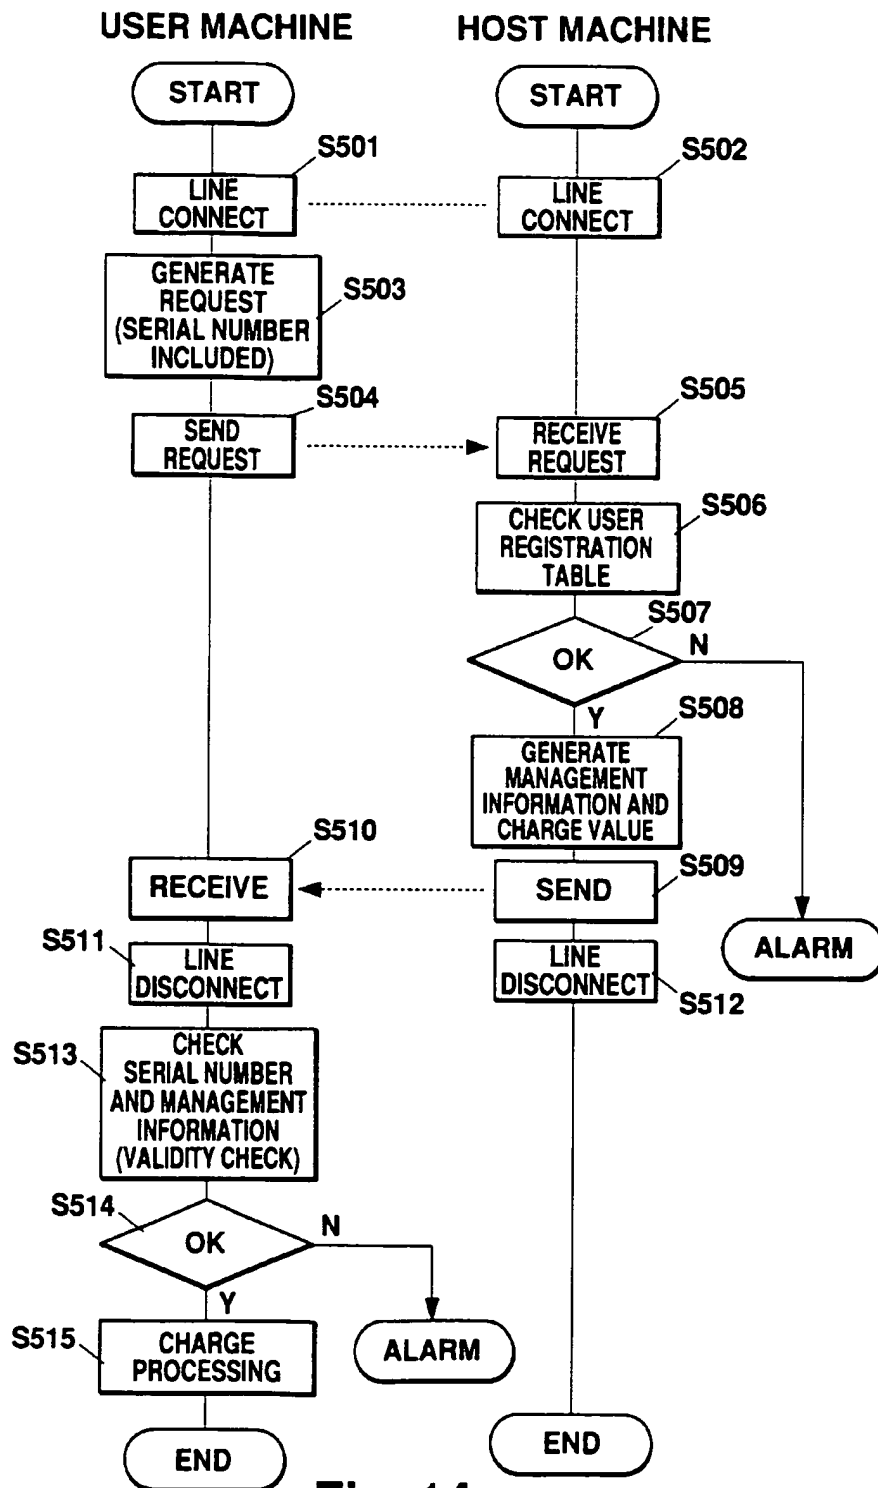 USER MACHINE
HOST MACHINE
START
START
S501
S502
LINE
CONNECT
LINE
CONNECT
GENERATE
REQUEST
(SERIAL NUMBER
INCLUDED)
S503
S504
S505
SEND
REQUEST
RECEIVE
REQUEST
S506
CHECK USER
REGISTRATION
TABLE
S507
OK
N
Y
S508
GENERATE
MANAGEMENT
INFORMATION AND
CHARGE VALUE
S510
S509
RECEIVE
SEND
ALARM
S511
LINE
DISCONNECT
LINE
DISCONNECT
S512
S513
CHECK
SERIAL NUMBER
AND MANAGEMENT
INFORMATION
(VALIDITY CHECK)
S514
OK
N
Y
S515
CHARGE
PROCESSING
ALARM
END
END